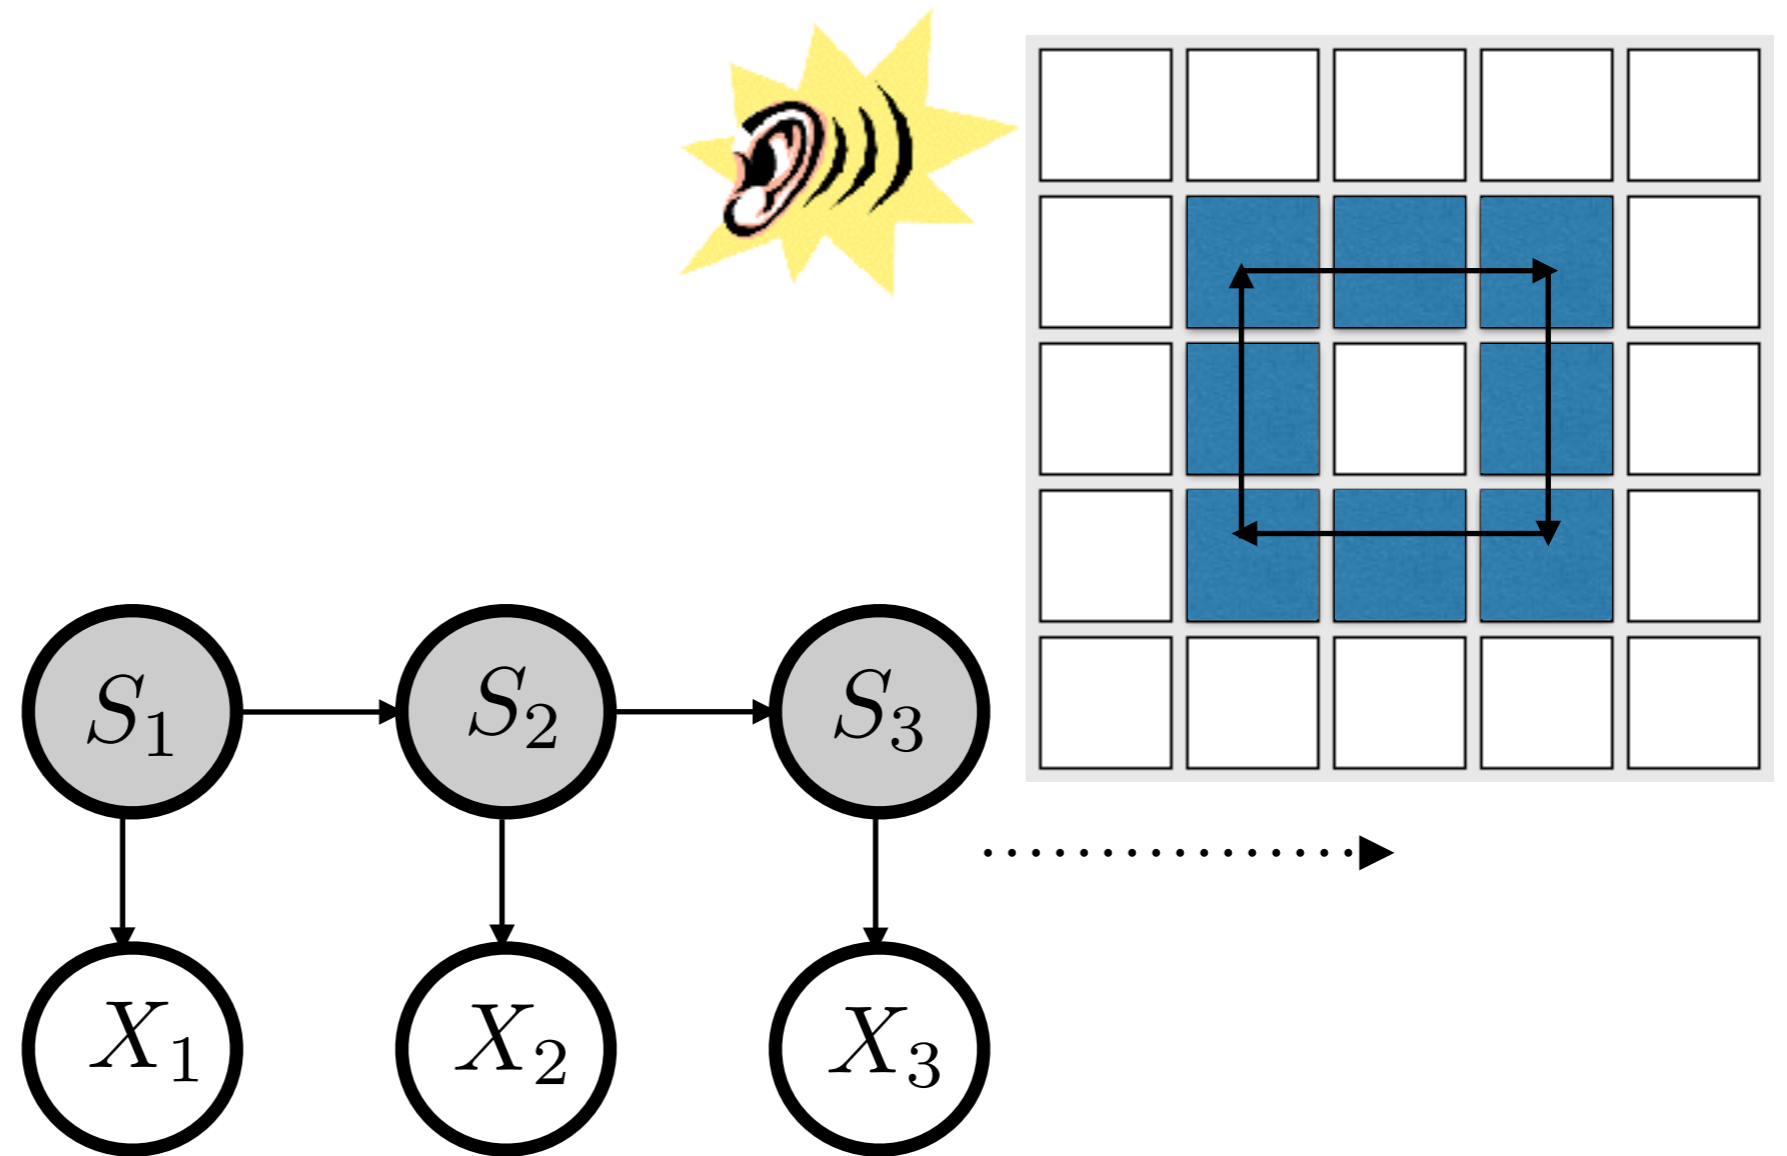 S₁ S₂ S₃
X₁ X₂ X₃